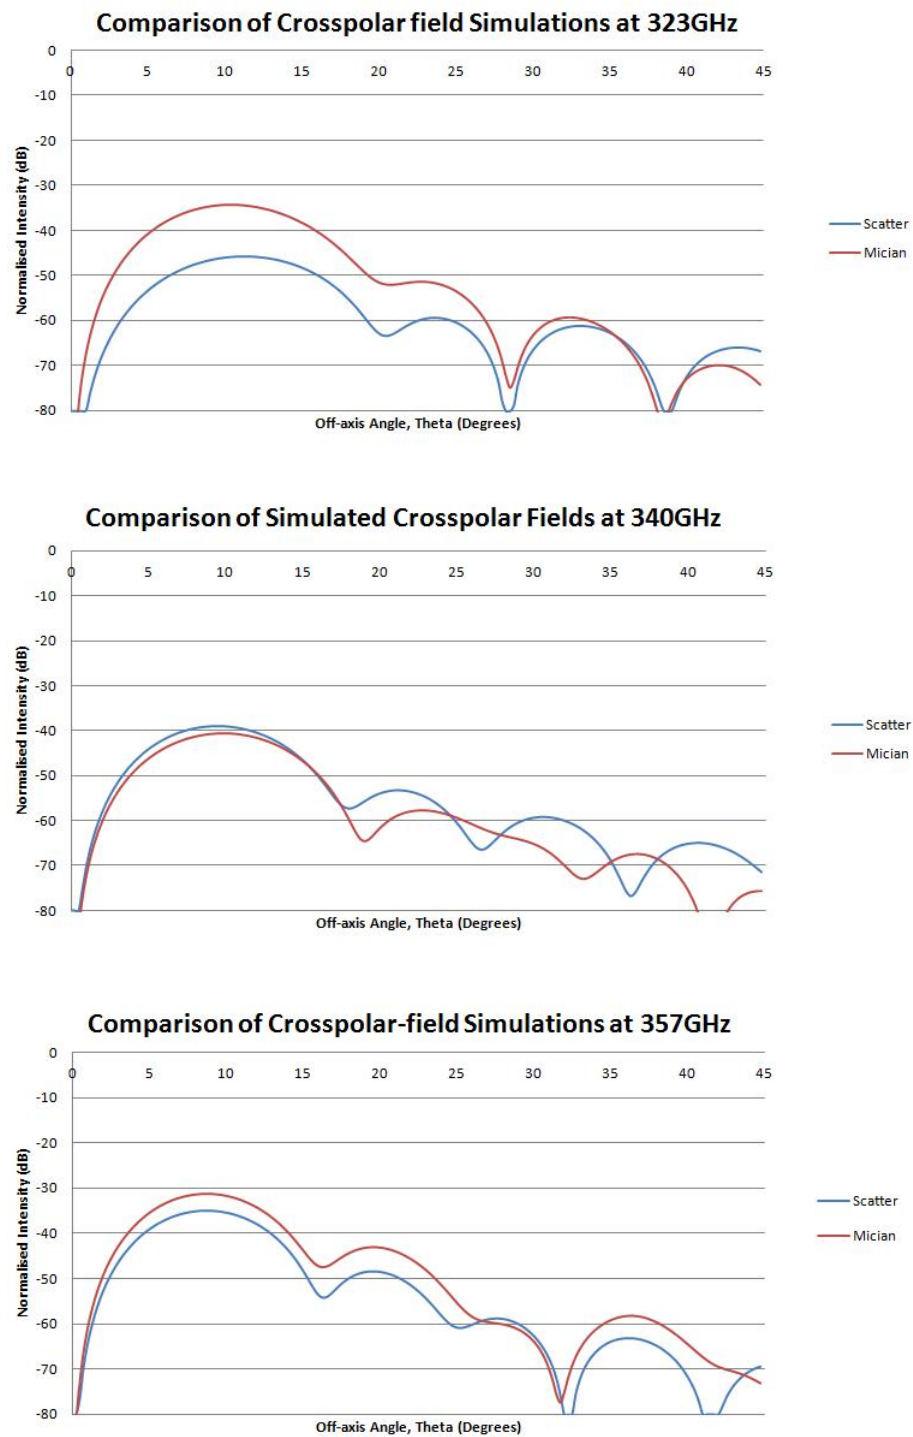 Comparison of Crosspolar field Simulations at 323GHz
0
0 5 10 15 20 25 30 35 40 45
-10
-20
-30
-40
-50
-60
-70
-80
Normalised Intensity (dB)
Scatter
Mician
Off-axis Angle, Theta (Degrees)
Comparison of Simulated Crosspolar Fields at 340GHz
0
0 5 10 15 20 25 30 35 40 45
-10
-20
-30
-40
-50
-60
-70
-80
Normalised Intensity (dB)
Scatter
Mician
Off-axis Angle, Theta (Degrees)
Comparison of Crosspolar-field Simulations at 357GHz
0
0 5 10 15 20 25 30 35 40 45
-10
-20
-30
-40
-50
-60
-70
-80
Normalised Intensity (dB)
Scatter
Mician
Off-axis Angle, Theta (Degrees)